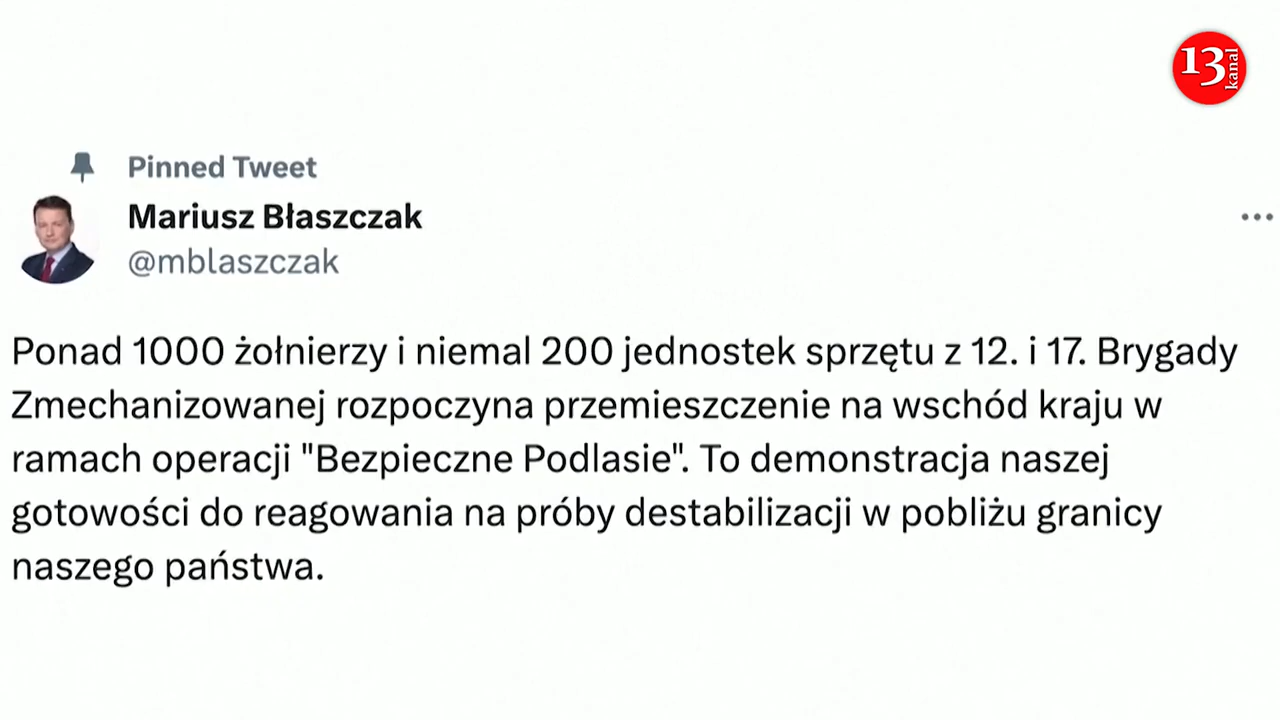 13 kanal
Pinned Tweet
Mariusz Błaszczak
@mblaszczak
Ponad 1000 żołnierzy i niemal 200 jednostek sprzętu z 12. i 17. Brygady
Zmechanizowanej rozpoczyna przemieszczenie na wschód kraju w
ramach operacji "Bezpieczne Podlasie". To demonstracja naszej
gotowości do reagowania na próby destabilizacji w pobliżu granicy
naszego państwa.